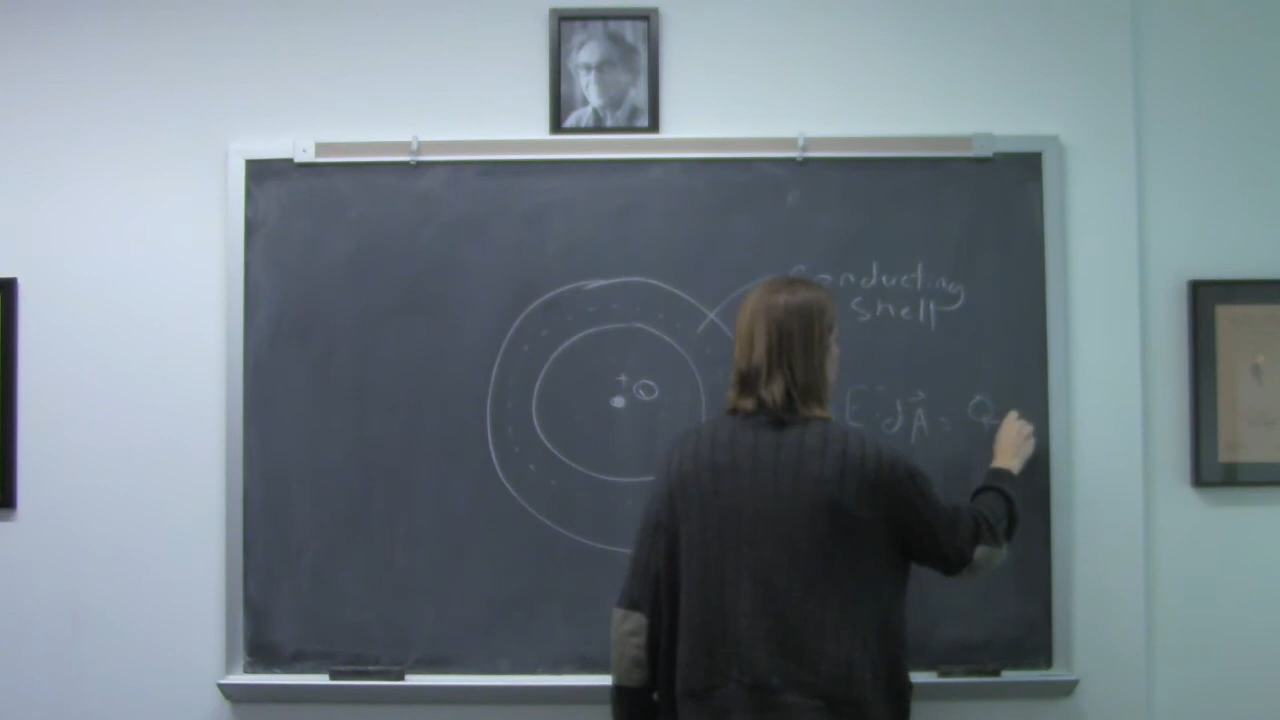 Conducting
Shell
+ Q
E · dA = Q